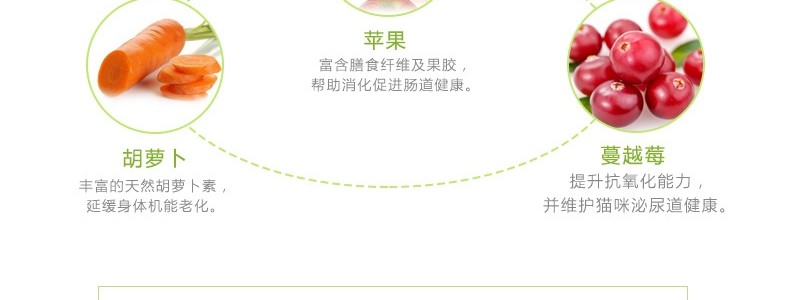 苹果
富含膳食纤维及果胶，
帮助消化促进肠道健康。
胡萝卜
丰富的天然胡萝卜素，
延缓身体机能老化。
蔓越莓
提升抗氧化能力，
并维护猫咪泌尿道健康。